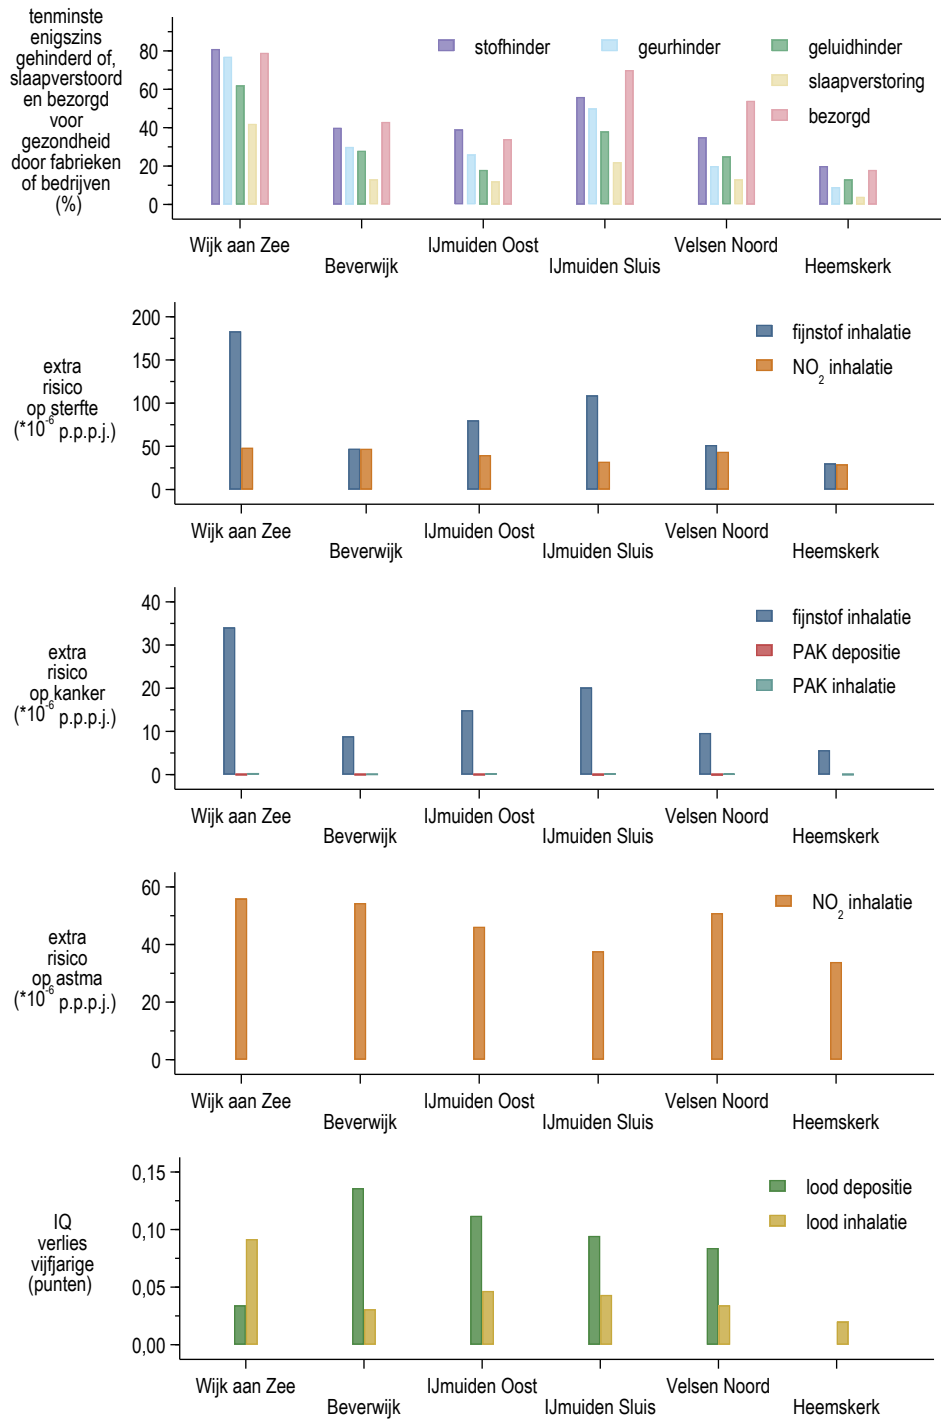 tenminste
enigszins
gehinderd of,
slaapverstoord
en bezorgd
voor
gezondheid
door fabrieken
of bedrijven
(%)
80
60
40
20
0
stofhinder
geurhinder
geluidhinder
slaapverstoring
bezorgd
Wijk aan Zee
Beverwijk
IJmuiden Oost
IJmuiden Sluis
Velsen Noord
Heemskerk
extra
risico
op sterfte
(*10⁻⁶ p.p.p.j.)
200
150
100
50
0
fijnstof inhalatie
NO₂ inhalatie
Wijk aan Zee
Beverwijk
IJmuiden Oost
IJmuiden Sluis
Velsen Noord
Heemskerk
extra
risico
op kanker
(*10⁻⁶ p.p.p.j.)
40
30
20
10
0
fijnstof inhalatie
PAK depositie
PAK inhalatie
Wijk aan Zee
Beverwijk
IJmuiden Oost
IJmuiden Sluis
Velsen Noord
Heemskerk
extra
risico
op astma
(*10⁻⁶ p.p.p.j.)
60
40
20
0
NO₂ inhalatie
Wijk aan Zee
Beverwijk
IJmuiden Oost
IJmuiden Sluis
Velsen Noord
Heemskerk
IQ
verlies
vijfjarige
(punten)
0,15
0,10
0,05
0,00
lood depositie
lood inhalatie
Wijk aan Zee
Beverwijk
IJmuiden Oost
IJmuiden Sluis
Velsen Noord
Heemskerk